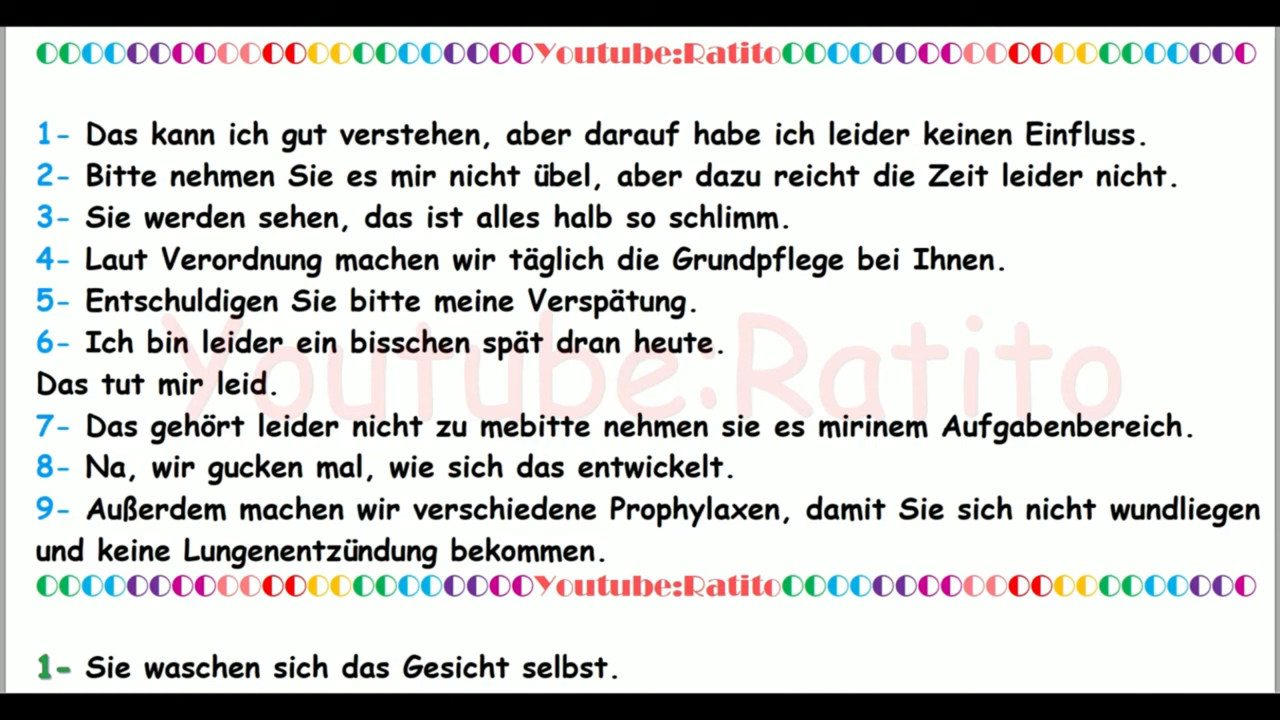 Youtube:Ratito
1- Das kann ich gut verstehen, aber darauf habe ich leider keinen Einfluss.
2- Bitte nehmen Sie es mir nicht übel, aber dazu reicht die Zeit leider nicht.
3- Sie werden sehen, das ist alles halb so schlimm.
4- Laut Verordnung machen wir täglich die Grundpflege bei Ihnen.
5- Entschuldigen Sie bitte meine Verspätung.
6- Ich bin leider ein bisschen spät dran heute.
Youtube:Ratito
Das tut mir leid.
7- Das gehört leider nicht zu mebitte nehmen sie es mirinem Aufgabenbereich.
8- Na, wir gucken mal, wie sich das entwickelt.
9- Außerdem machen wir verschiedene Prophylaxen, damit Sie sich nicht wundliegen
und keine Lungenentzündung bekommen.
Youtube:Ratito
1- Sie waschen sich das Gesicht selbst.